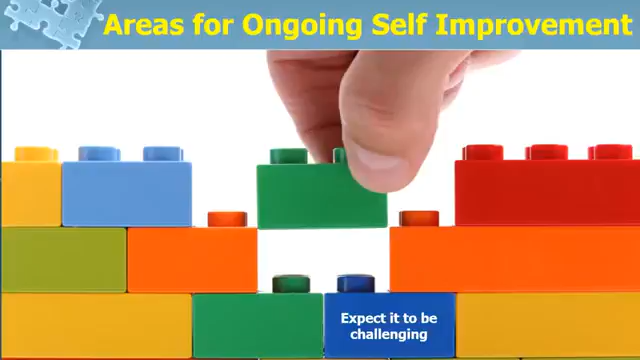 Areas for Ongoing Self Improvement
Expect it to be
challenging